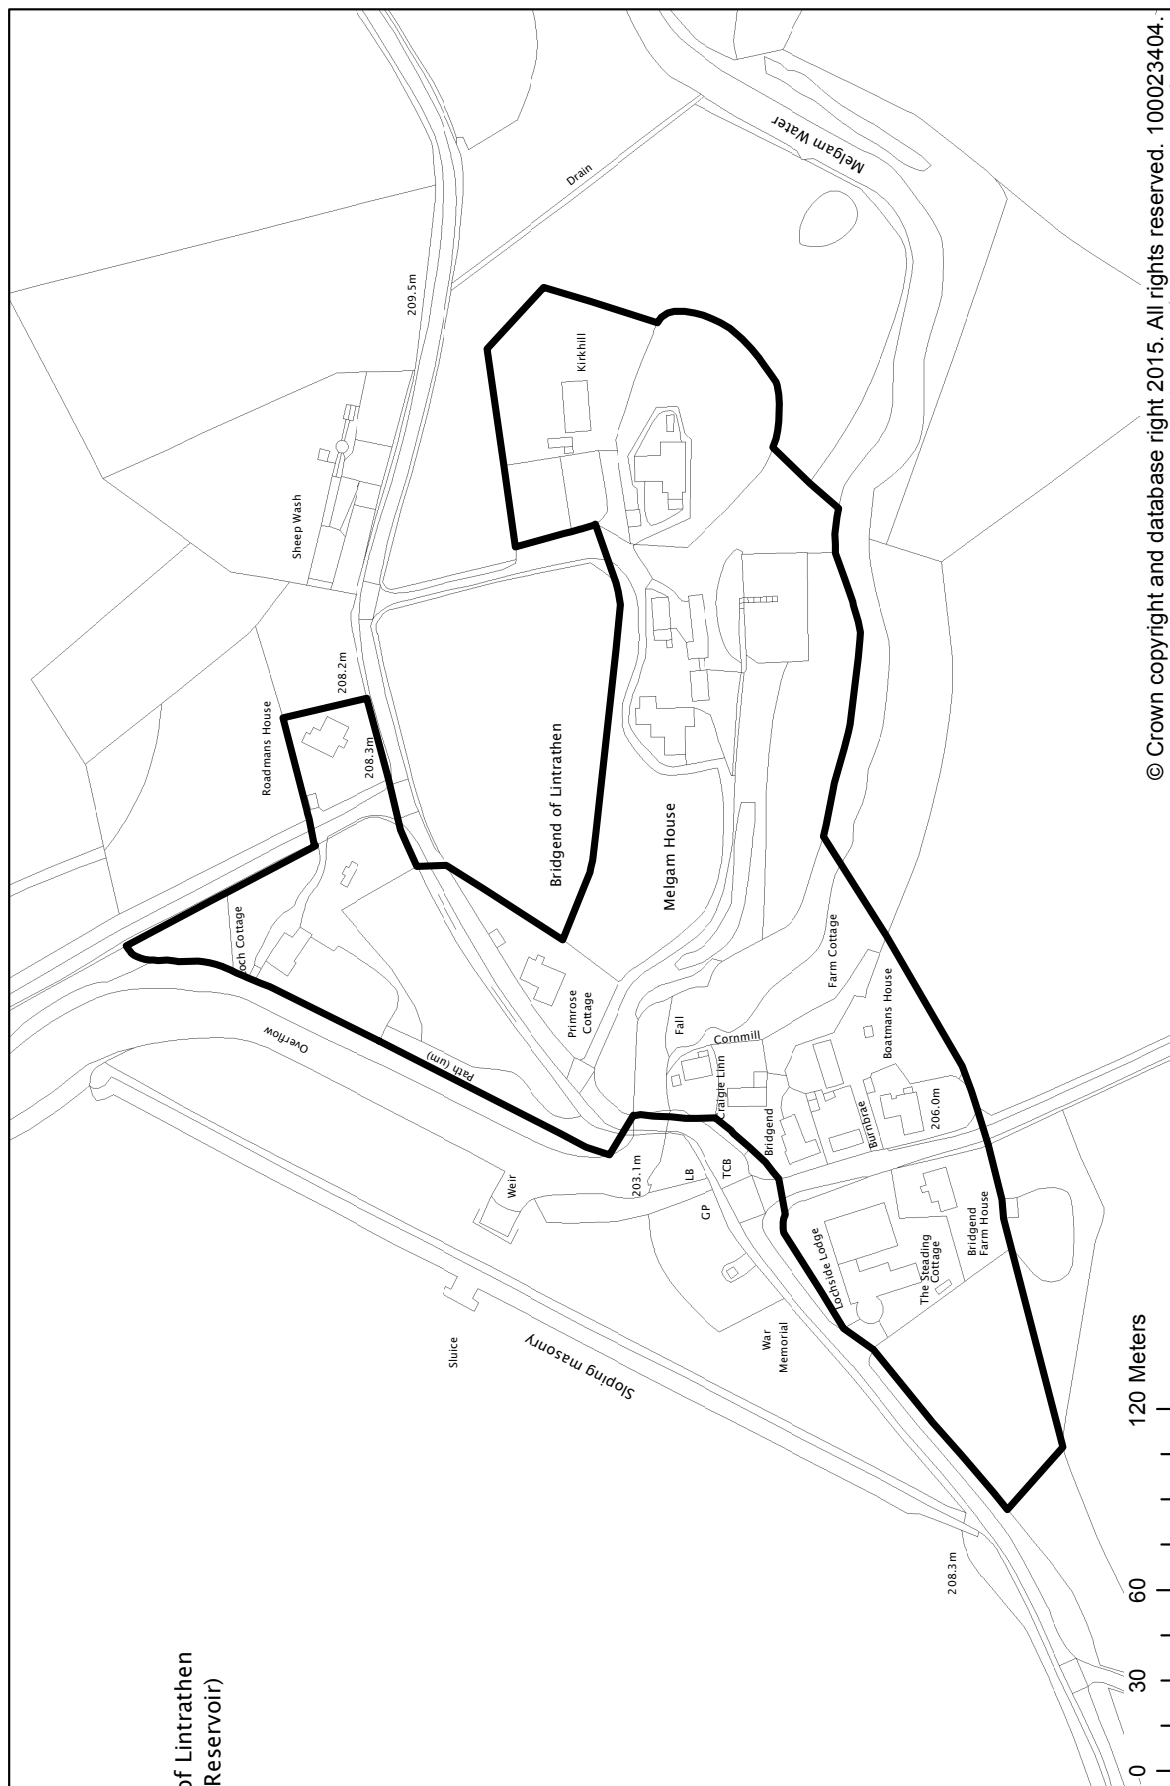 of Lintrathen
Reservoir)
Sluice
Sloping masonry
Weir
Overflow
Path (um)
och Cottage
Roadmans House
208.2m
208.3m
Sheep Wash
209.5m
Drain
Melgam Water
Kirkhill
Bridgend of Lintrathen
Melgam House
Primrose
Cottage
Fall
Cornmill
Craigie Linn
Farm Cottage
Boatmans House
Bridgend
Burnbrae
206.0m
203.1m
LB
TCB
GP
War
Memorial
Lochside Lodge
The Steading
Cottage
Bridgend
Farm House
208.3m
0
30
60
120 Meters
© Crown copyright and database right 2015. All rights reserved. 100023404.